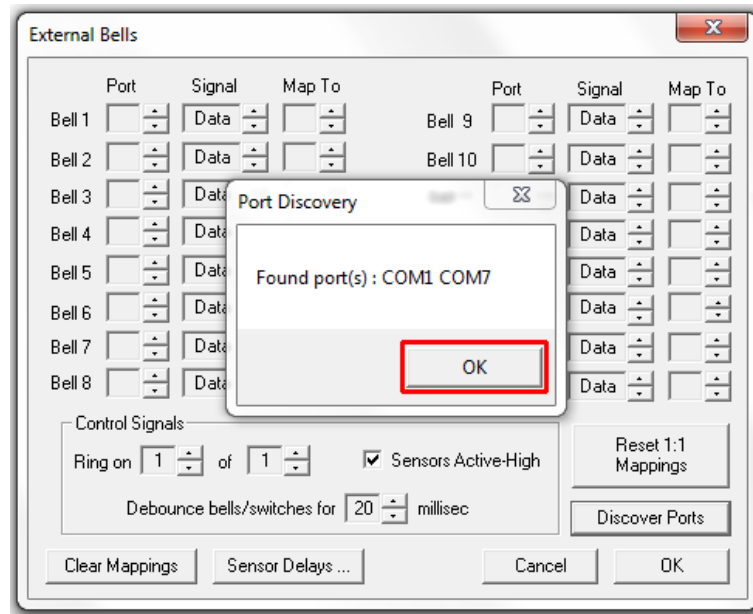 External Bells
Port Signal Map To Port Signal Map To
Bell 1 Data Bell 9 Data
Bell 2 Data Bell 10 Data
Bell 3 Data Data
Port Discovery
Bell 4 Data Data
Bell 5 Data Data
Found port(s) : COM1 COM7
Bell 6 Data Data
Bell 7 Data Data
OK
Bell 8 Data Data
Control Signals
Ring on 1 of 1 Sensors Active-High
Reset 1:1
Mappings
Debounce bells/switches for 20 millisec
Discover Ports
Clear Mappings Sensor Delays ... Cancel OK